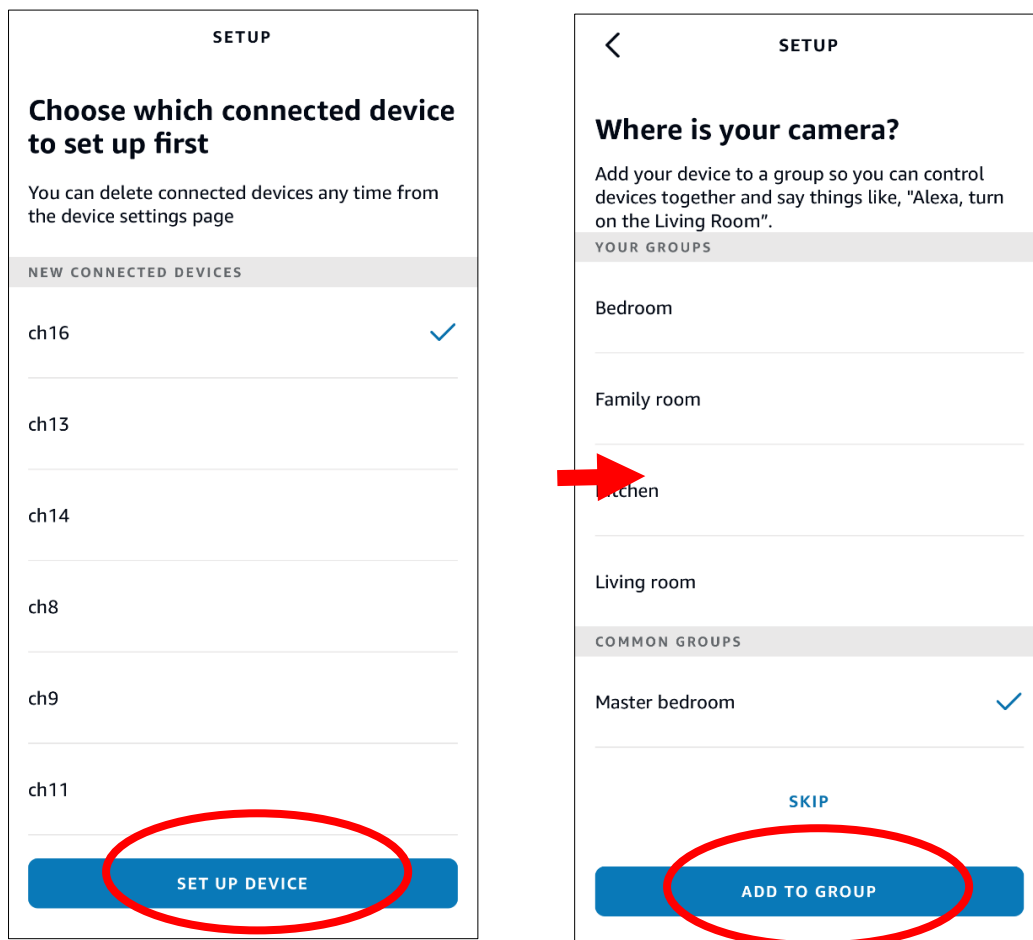 SETUP
Choose which connected device
to set up first
You can delete connected devices any time from
the device settings page
NEW CONNECTED DEVICES
ch16
ch13
ch14
ch8
ch9
ch11
SET UP DEVICE
SETUP
Where is your camera?
Add your device to a group so you can control
devices together and say things like, "Alexa, turn
on the Living Room”.
YOUR GROUPS
Bedroom
Family room
Living room
COMMON GROUPS
Master bedroom
SKIP
ADD TO GROUP